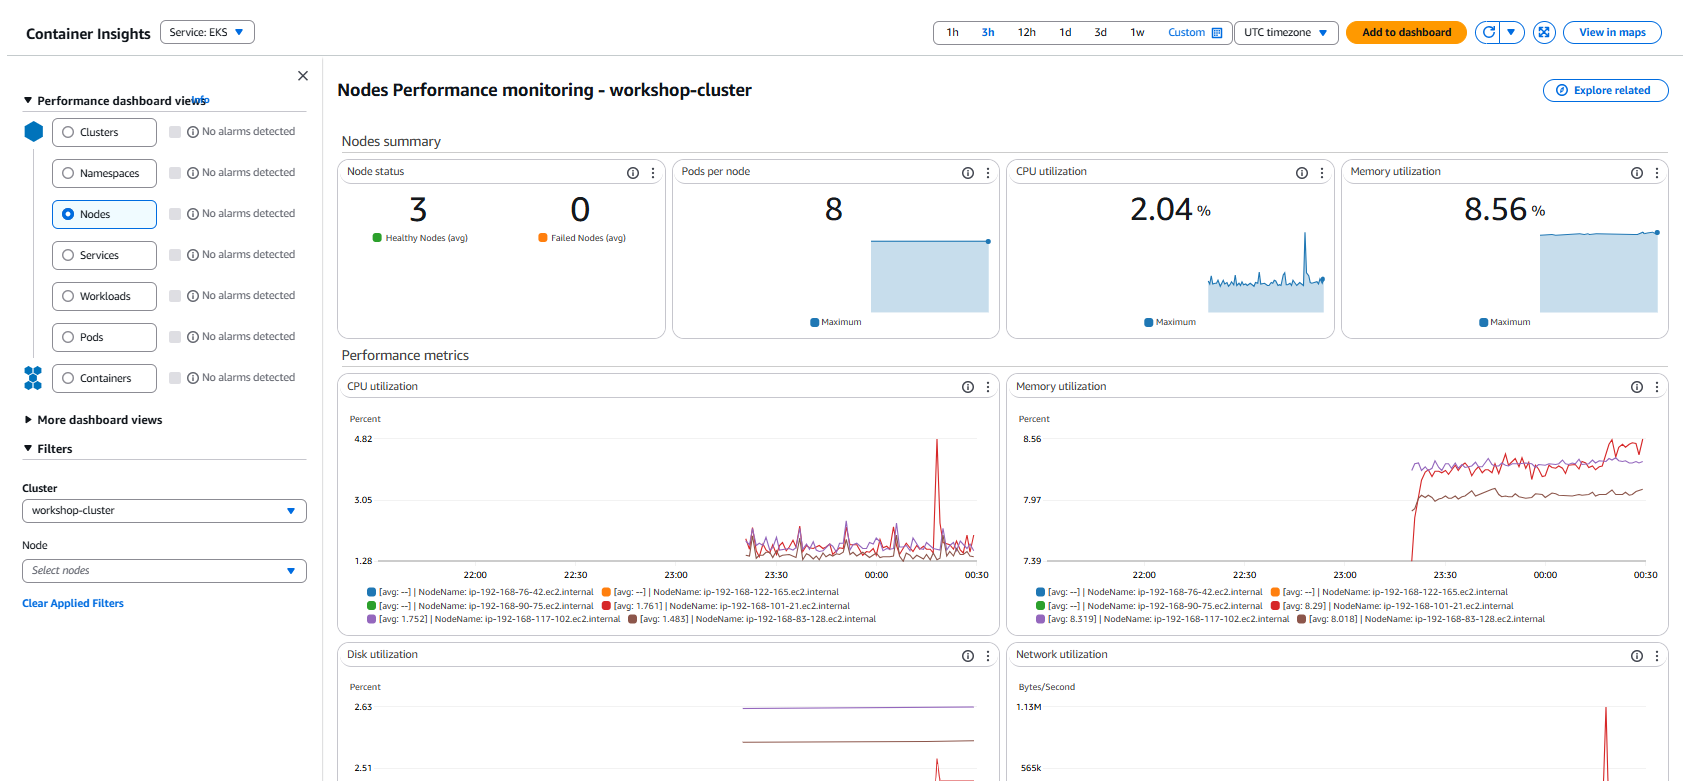 Container Insights
Service: EKS
1h 3h 12h 1d 3d 1w Custom
UTC timezone
Add to dashboard
View in maps
Performance dashboard views
Info
Clusters
No alarms detected
Namespaces
No alarms detected
Nodes
No alarms detected
Services
No alarms detected
Workloads
No alarms detected
Pods
No alarms detected
Containers
No alarms detected
More dashboard views
Filters
Cluster
workshop-cluster
Node
Select nodes
Clear Applied Filters
Nodes Performance monitoring - workshop-cluster
Explore related
Nodes summary
Node status
3
Healthy Nodes (avg)
0
Failed Nodes (avg)
Pods per node
8
Maximum
CPU utilization
2.04 %
Maximum
Memory utilization
8.56 %
Maximum
Performance metrics
CPU utilization
Percent
4.82
3.05
1.28
22:00 22:30 23:00 23:30 00:00 00:30
[avg: --] | NodeName: ip-192-168-76-42.ec2.internal [avg: --] | NodeName: ip-192-168-122-165.ec2.internal
[avg: --] | NodeName: ip-192-168-90-75.ec2.internal [avg: 1.761] | NodeName: ip-192-168-101-21.ec2.internal
[avg: 1.752] | NodeName: ip-192-168-117-102.ec2.internal [avg: 1.483] | NodeName: ip-192-168-83-128.ec2.internal
Memory utilization
Percent
8.56
7.97
7.39
22:00 22:30 23:00 23:30 00:00 00:30
[avg: --] | NodeName: ip-192-168-76-42.ec2.internal [avg: --] | NodeName: ip-192-168-122-165.ec2.internal
[avg: --] | NodeName: ip-192-168-90-75.ec2.internal [avg: 8.29] | NodeName: ip-192-168-101-21.ec2.internal
[avg: 8.319] | NodeName: ip-192-168-117-102.ec2.internal [avg: 8.018] | NodeName: ip-192-168-83-128.ec2.internal
Disk utilization
Percent
2.63
2.51
Network utilization
Bytes/Second
1.13M
565k